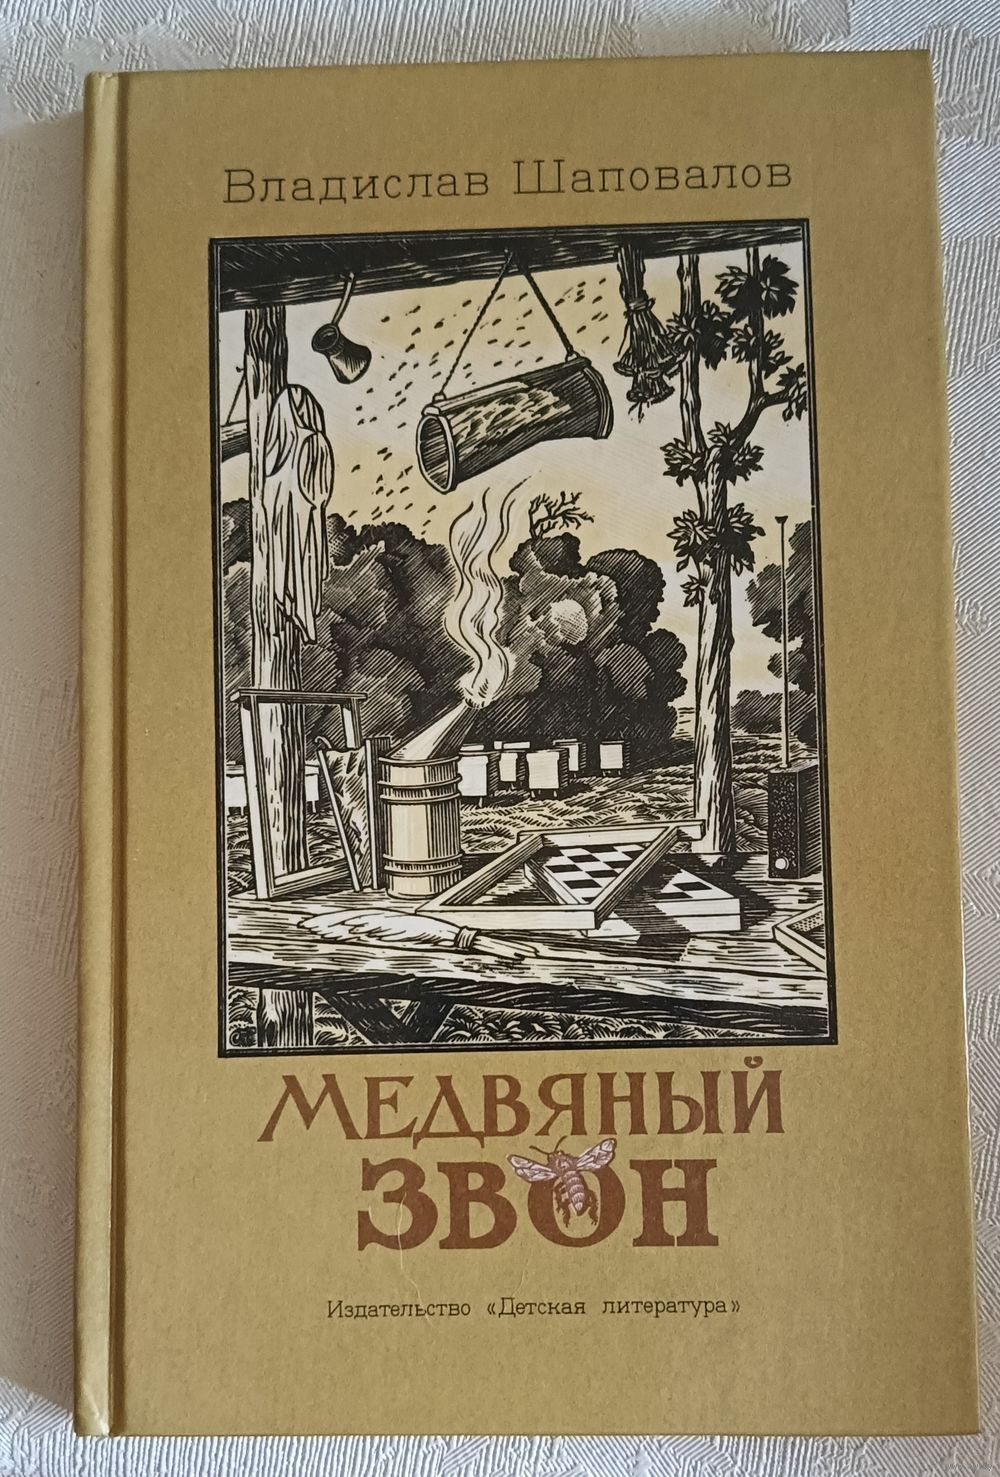 Владислав Шаповалов
МЕДВЯНЫЙ
ЗВОН
Издательство «Детская литература»